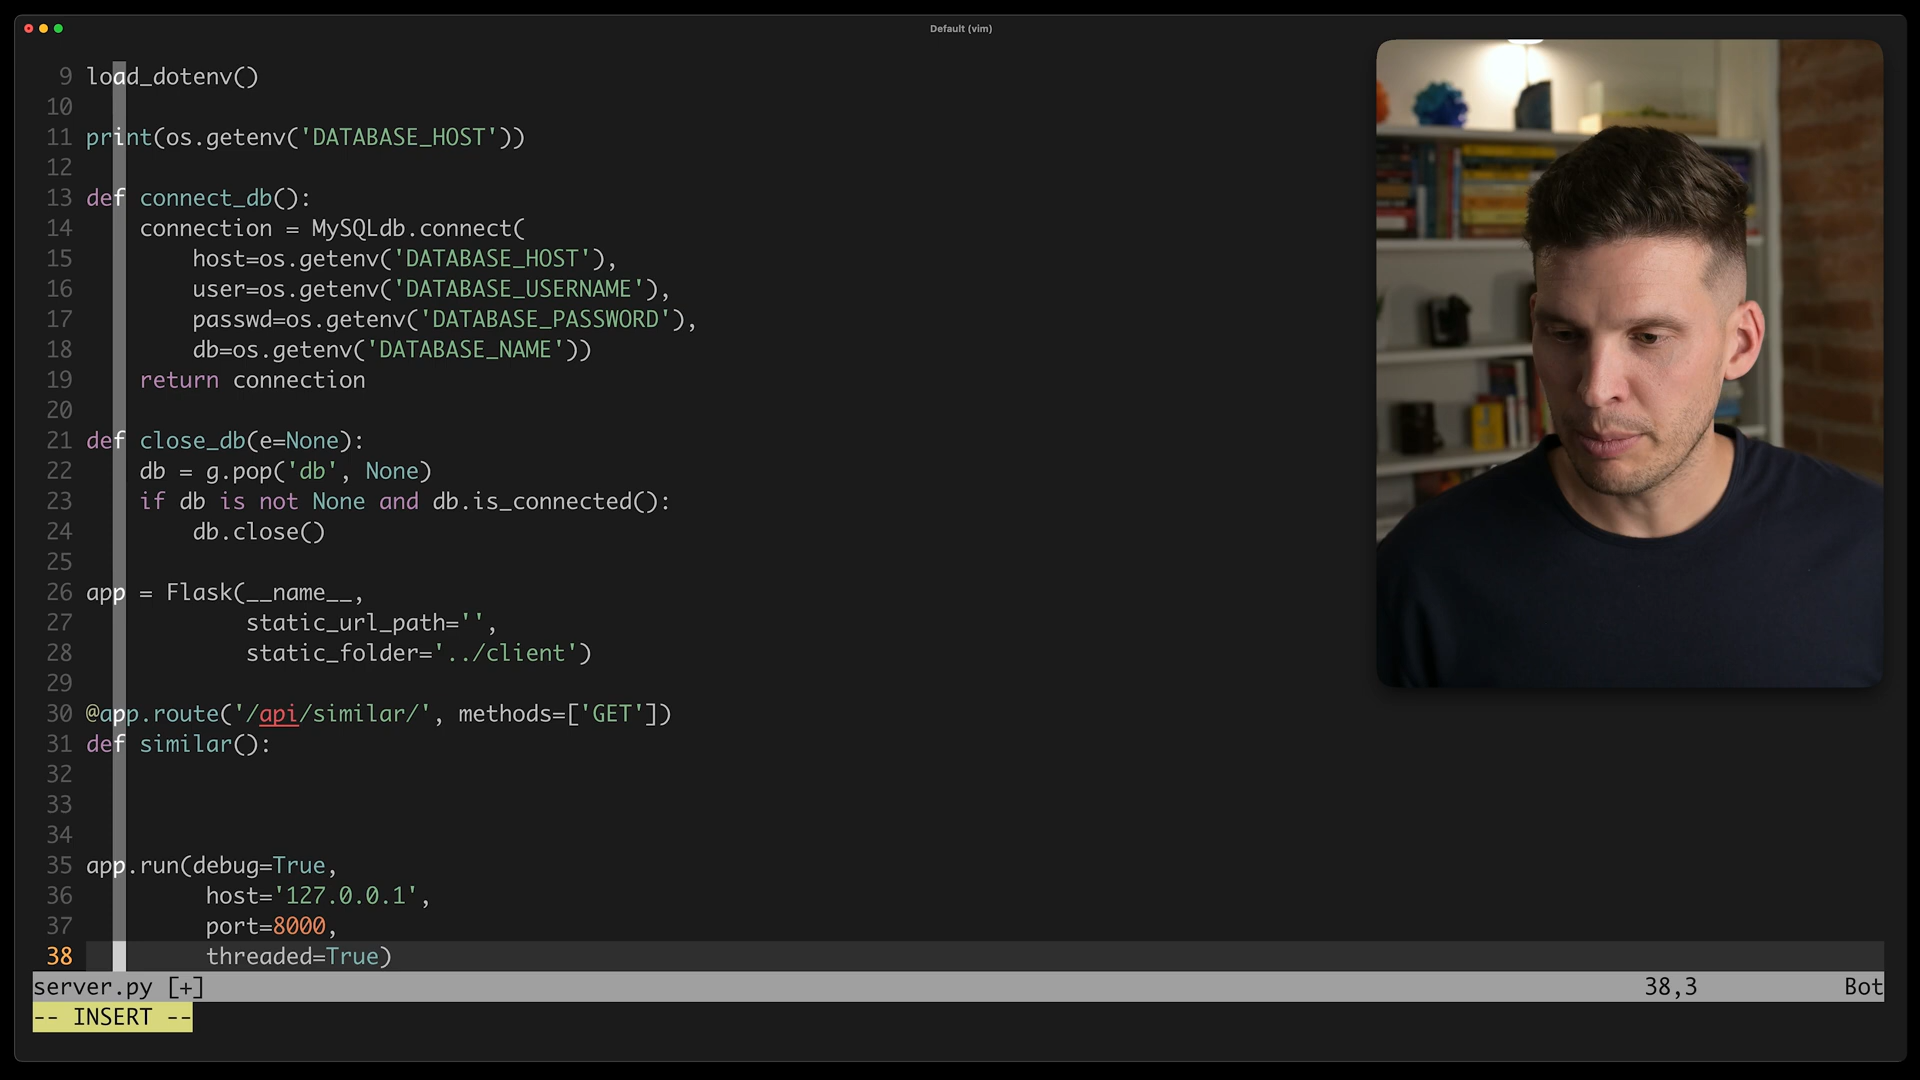 Default (vim)
9 load_dotenv()
10
11 print(os.getenv('DATABASE_HOST'))
12
13 def connect_db():
14     connection = MySQLdb.connect(
15         host=os.getenv('DATABASE_HOST'),
16         user=os.getenv('DATABASE_USERNAME'),
17         passwd=os.getenv('DATABASE_PASSWORD'),
18         db=os.getenv('DATABASE_NAME'))
19     return connection
20
21 def close_db(e=None):
22     db = g.pop('db', None)
23     if db is not None and db.is_connected():
24         db.close()
25
26 app = Flask(__name__,
27             static_url_path='',
28             static_folder='../client')
29
30 @app.route('/api/similar/', methods=['GET'])
31 def similar():
32
33
34
35 app.run(debug=True,
36         host='127.0.0.1',
37         port=8000,
38         threaded=True)
server.py [+] 38,3 Bot
-- INSERT --